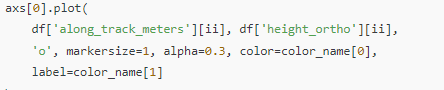 axs[0].plot(
    df['along_track_meters'][ii], df['height_ortho'][ii],
    'o', markersize=1, alpha=0.3, color=color_name[0],
    label=color_name[1]